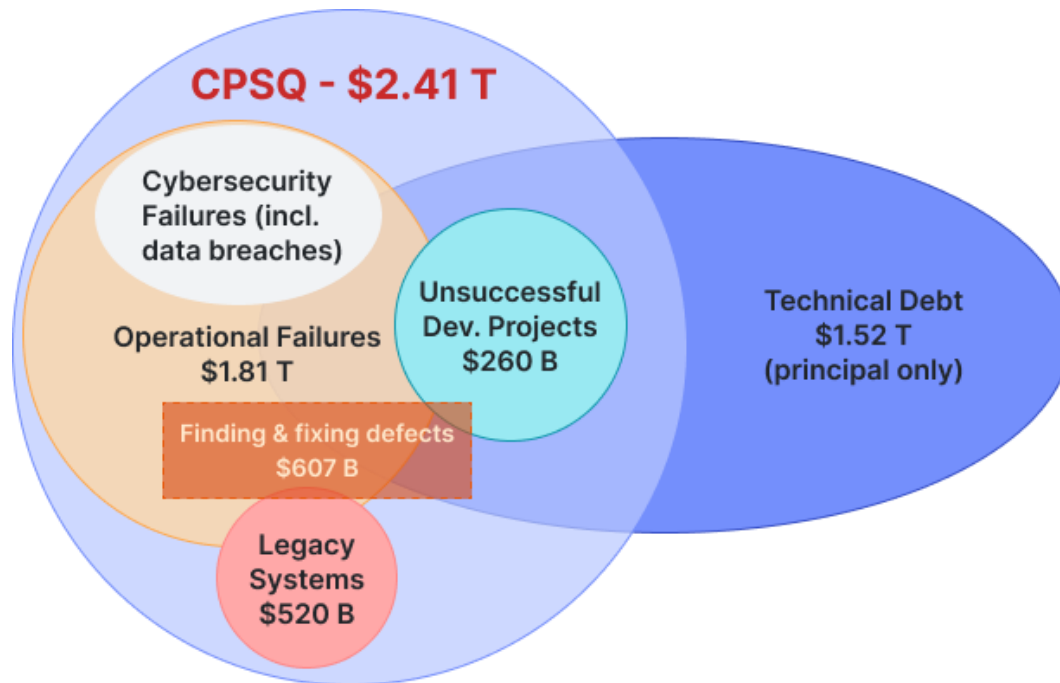 CPSQ - $2.41 T
Cybersecurity
Failures (incl.
data breaches)
Unsuccessful
Dev. Projects
$260 B
Technical Debt
$1.52 T
(principal only)
Operational Failures
$1.81 T
Finding & fixing defects
$607 B
Legacy
Systems
$520 B